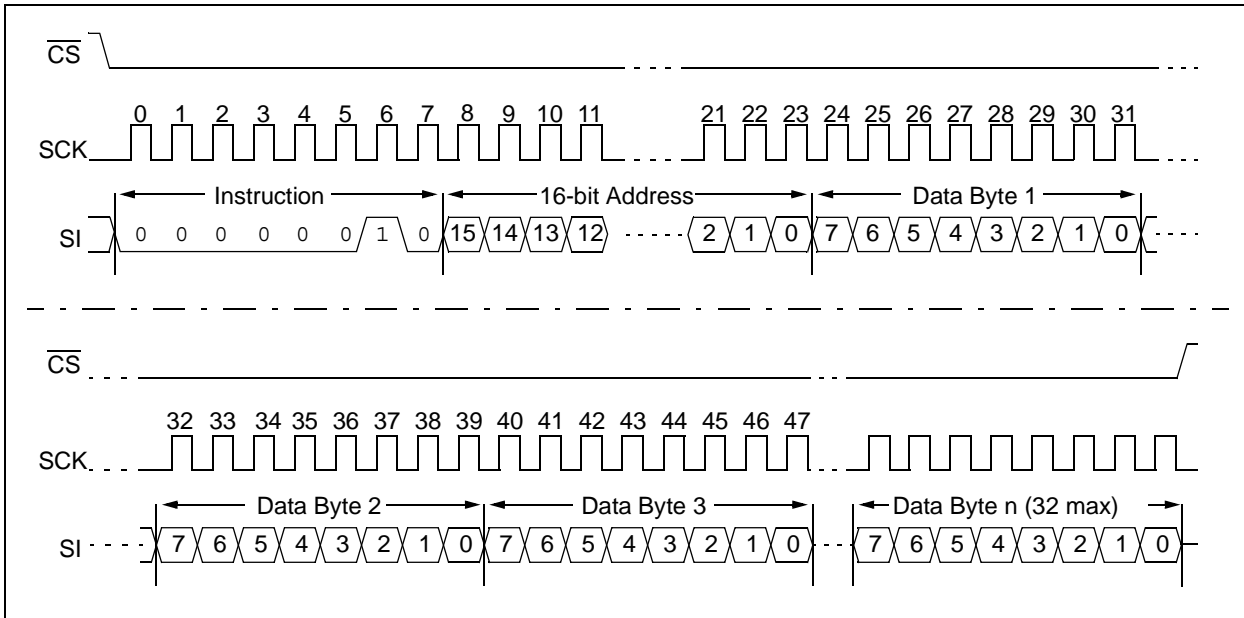 CS
0 1 2 3 4 5 6 7 8 9 10 11 21 22 23 24 25 26 27 28 29 30 31
SCK
Instruction 16-bit Address Data Byte 1
SI 0 0 0 0 0 0 1 0 15 14 13 12 2 1 0 7 6 5 4 3 2 1 0
CS
32 33 34 35 36 37 38 39 40 41 42 43 44 45 46 47
SCK
Data Byte 2 Data Byte 3 Data Byte n (32 max)
SI 7 6 5 4 3 2 1 0 7 6 5 4 3 2 1 0 7 6 5 4 3 2 1 0